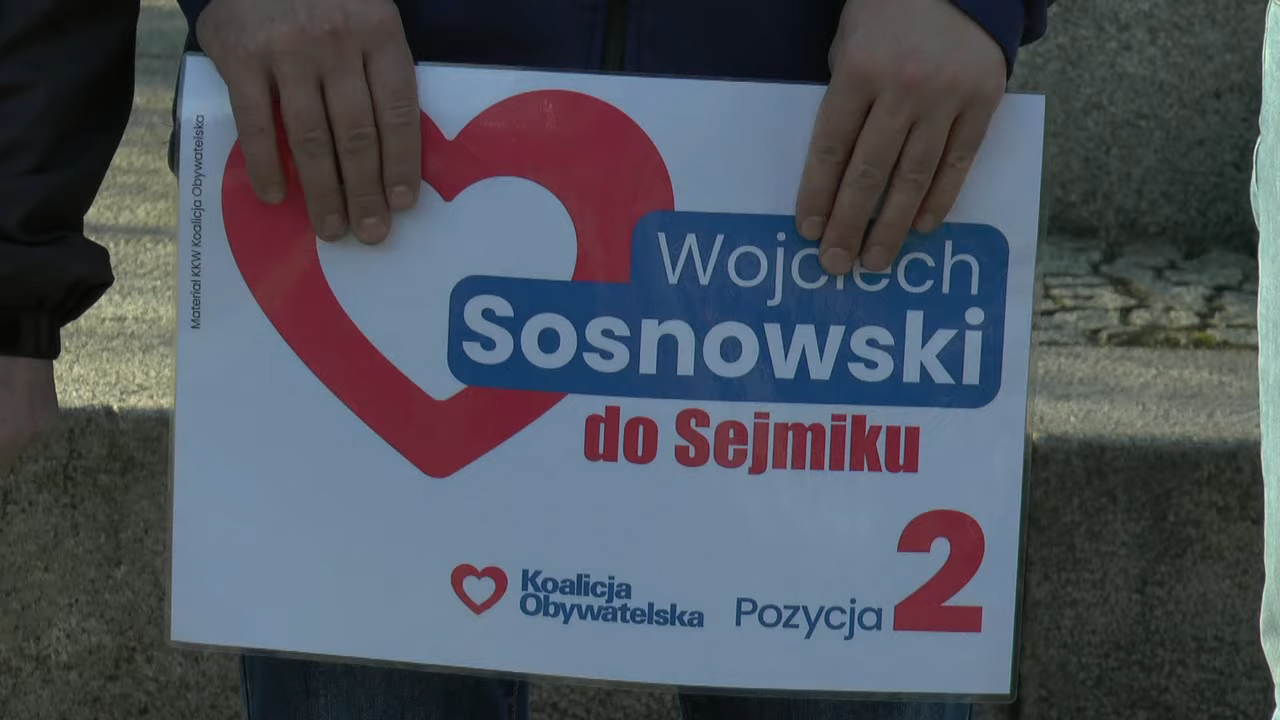 Materiał KKW Koalicja Obywatelska
Wojciech
Sosnowski
do Sejmiku
Koalicja
Obywatelska
Pozycja 2